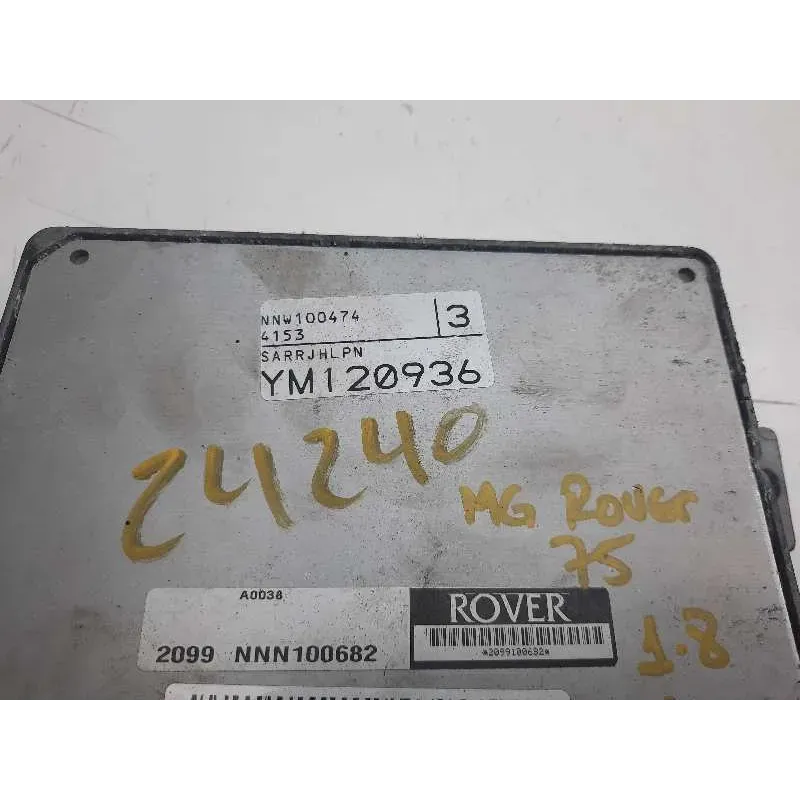 NNW100474
4153
3
SARRJHLPN
YM120936
24240
MG Rover
75
1.8
A0038
2099 NNN100682
ROVER
*2099100682*